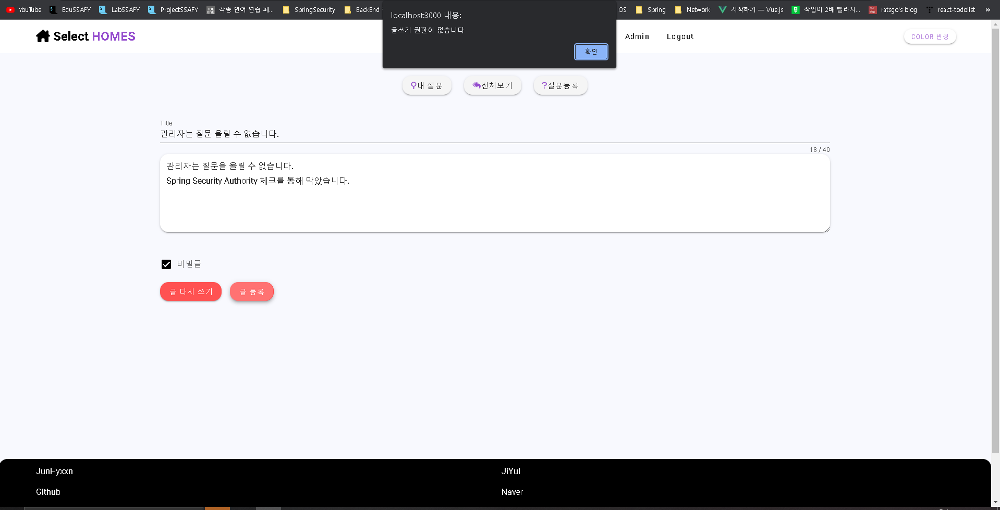 YouTube EduSSAFY LabSSAFY ProjectSSAFY 각종 언어 연습 페... SpringSecurity BackEnd OS Spring Network 시작하기 — Vue.js 작업이 2배 빨라지... ratsgo's blog react-todolist »
localhost:3000 내용:
글쓰기 권한이 없습니다
확인
Select HOMES
Admin Logout
COLOR 변경
내 질문 전체보기 ?질문등록
Title
관리자는 질문 올릴 수 없습니다.
18 / 40
관리자는 질문을 올릴 수 없습니다.
Spring Security Authority 체크를 통해 막았습니다.
비밀글
글 다시 쓰기 글 등록
JunHyxxn JiYul
Github Naver